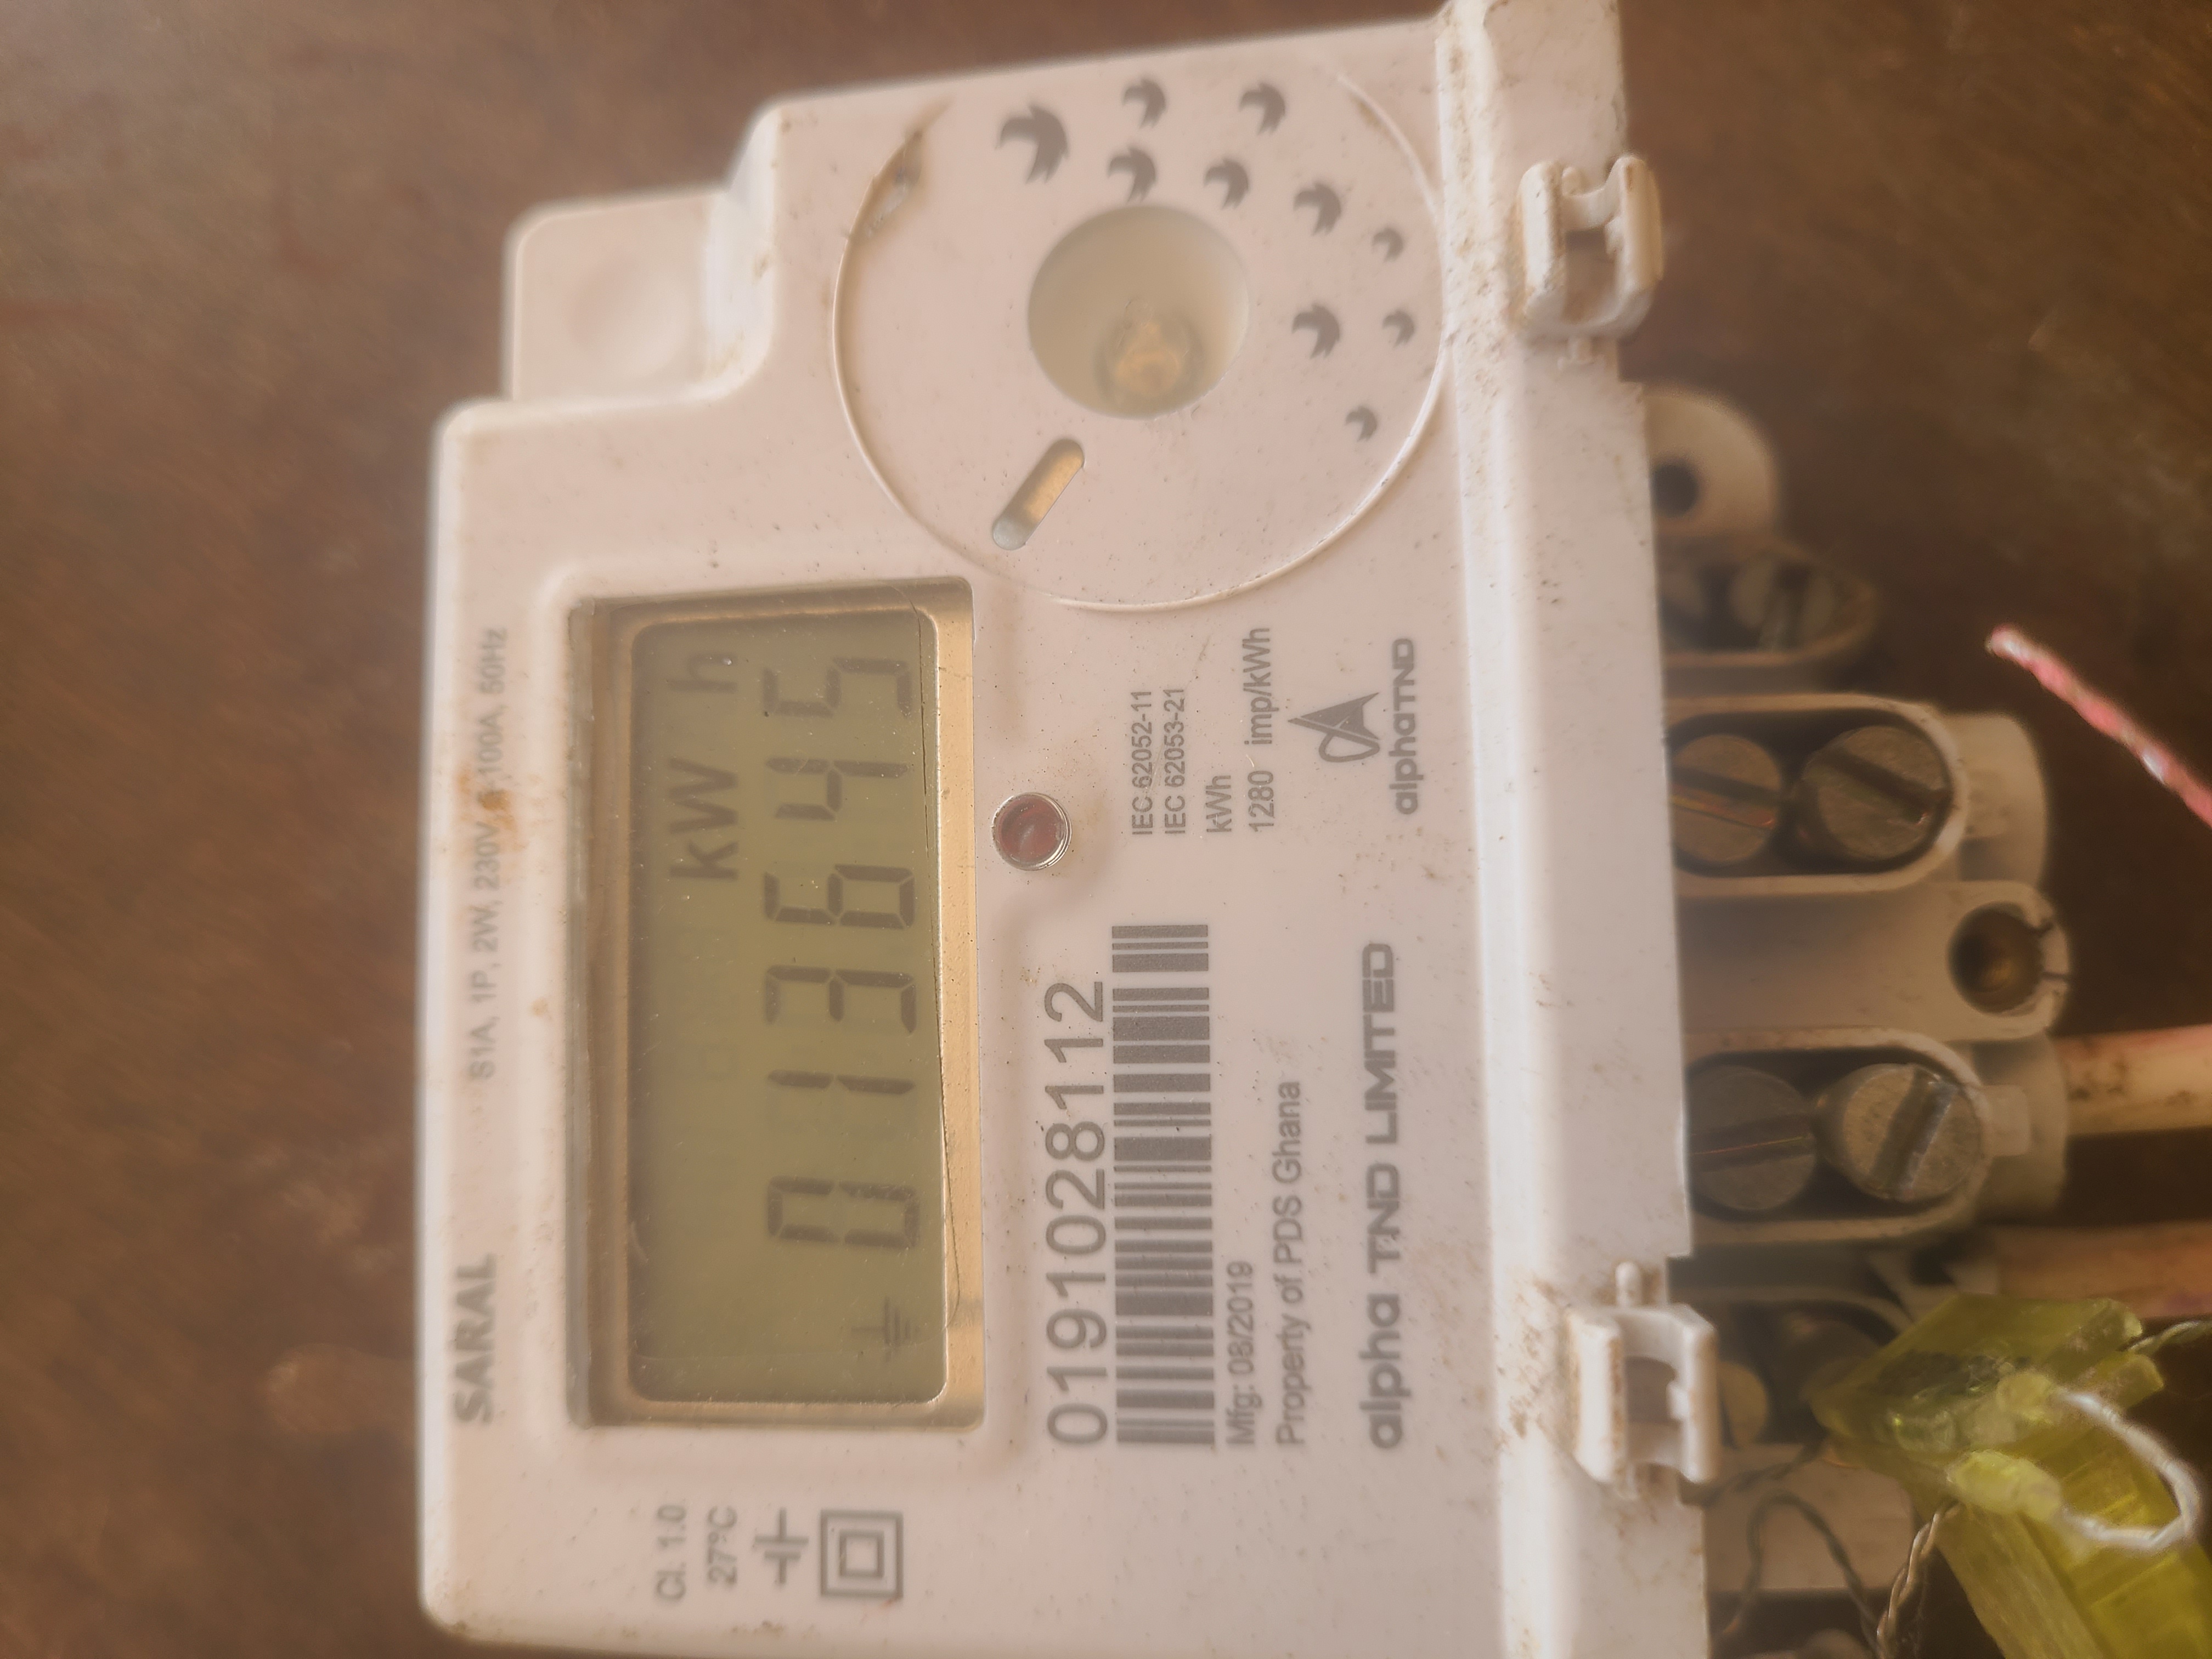 SARAL
S1A, 1P, 2W, 230V, 5-100A, 50Hz
Cl. 1.0
27°C
kW h
013645
0191028112
Mfg: 08/2019
Property of PDS Ghana
alpha TND LIMITED
IEC 62052-11
IEC 62053-21
kWh
1280 imp/kWh
alphaTND